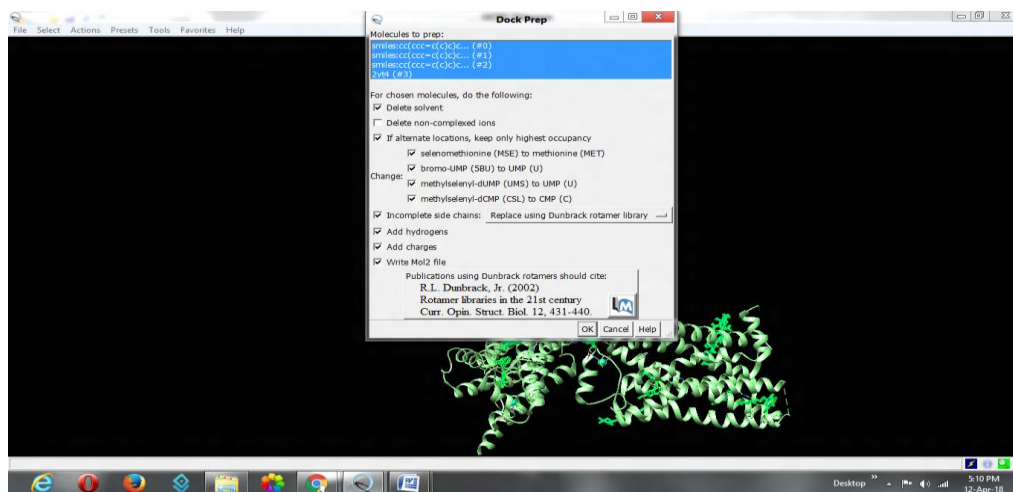 Dock Prep
File Select Actions Presets Tools Favorites Help
Molecules to prep:
smiles:cc(ccc=c(c)c)c... (#0)
smiles:cc(ccc=c(c)c)c... (#1)
smiles:cc(ccc=c(c)c)c... (#2)
2vt4 (#3)
For chosen molecules, do the following:
Delete solvent
Delete non-complexed ions
If alternate locations, keep only highest occupancy
selenomethionine (MSE) to methionine (MET)
bromo-UMP (5BU) to UMP (U)
Change:
methylselenyl-dUMP (UMS) to UMP (U)
methylselenyl-dCMP (CSL) to CMP (C)
Incomplete side chains: Replace using Dunbrack rotamer library
Add hydrogens
Add charges
Write Mol2 file
Publications using Dunbrack rotamers should cite:
R.L. Dunbrack, Jr. (2002)
Rotamer libraries in the 21st century
Curr. Opin. Struct. Biol. 12, 431-440.
OK Cancel Help
Desktop
5:10 PM
12-Apr-18